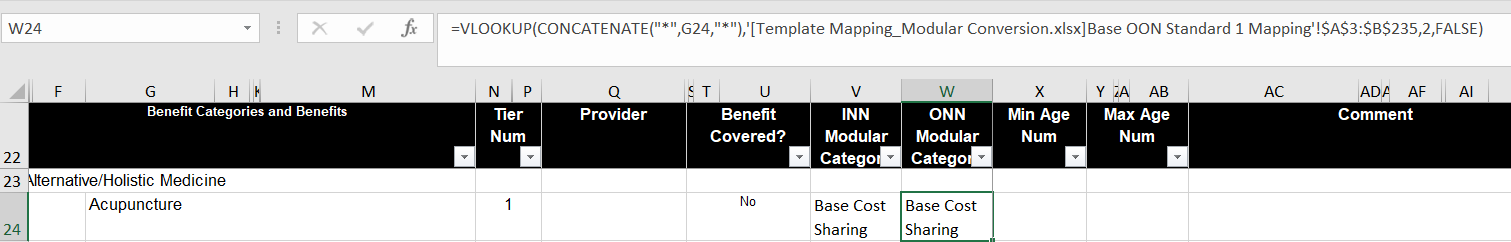 W24
fx
=VLOOKUP(CONCATENATE("*",G24,"*"),'[Template Mapping_Modular Conversion.xlsx]Base OON Standard 1 Mapping'!$A$3:$B$235,2,FALSE)
F G H K M N P Q S T U V W X Y ZA AB AC AD A AF AI
22 Benefit Categories and Benefits Tier Provider Benefit INN ONN Min Age Max Age Comment
Num Covered? Modular Modular Num Num
Categor Categor
23 Alternative/Holistic Medicine
24 Acupuncture 1 No Base Cost Base Cost
Sharing Sharing